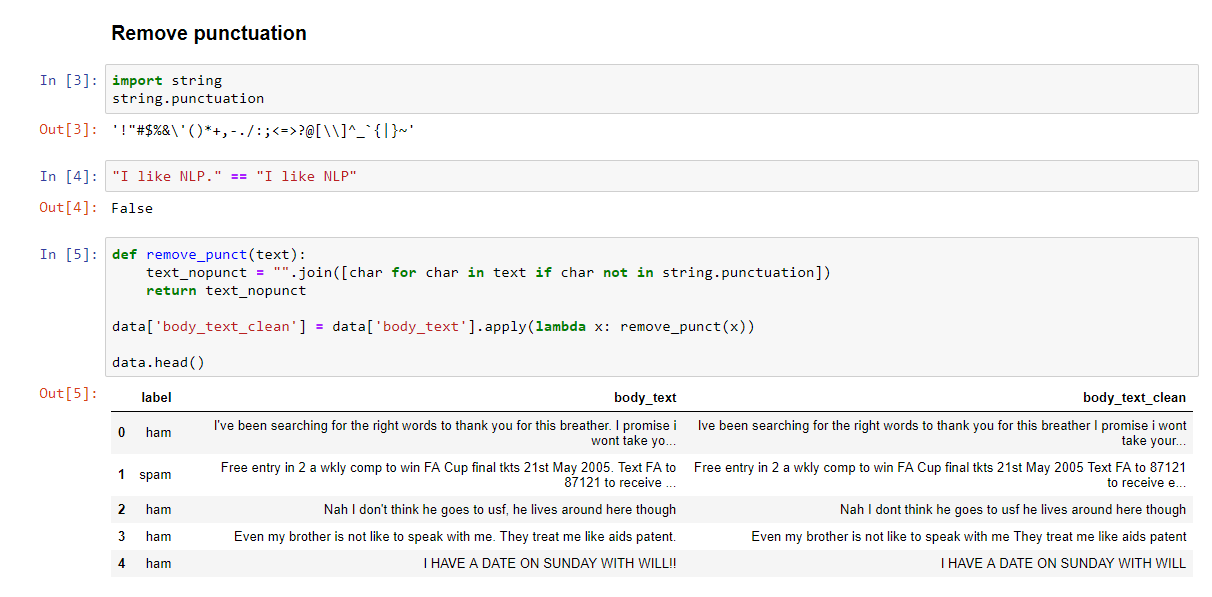 Remove punctuation
In [3]: import string
string.punctuation
Out[3]: '!"#$%&\'()*+,-./:;<=>?@[\\]^_`{|}~'
In [4]: "I like NLP." == "I like NLP"
Out[4]: False
In [5]: def remove_punct(text):
    text_nopunct = "".join([char for char in text if char not in string.punctuation])
    return text_nopunct
data['body_text_clean'] = data['body_text'].apply(lambda x: remove_punct(x))
data.head()
Out[5]:
label body_text body_text_clean
0 ham I've been searching for the right words to thank you for this breather. I promise i Ive been searching for the right words to thank you for this breather I promise i wont
wont take yo... take your...
1 spam Free entry in 2 a wkly comp to win FA Cup final tkts 21st May 2005. Text FA to Free entry in 2 a wkly comp to win FA Cup final tkts 21st May 2005 Text FA to 87121
87121 to receive ... to receive e...
2 ham Nah I don't think he goes to usf, he lives around here though Nah I dont think he goes to usf he lives around here though
3 ham Even my brother is not like to speak with me. They treat me like aids patent. Even my brother is not like to speak with me They treat me like aids patent
4 ham I HAVE A DATE ON SUNDAY WITH WILL!! I HAVE A DATE ON SUNDAY WITH WILL